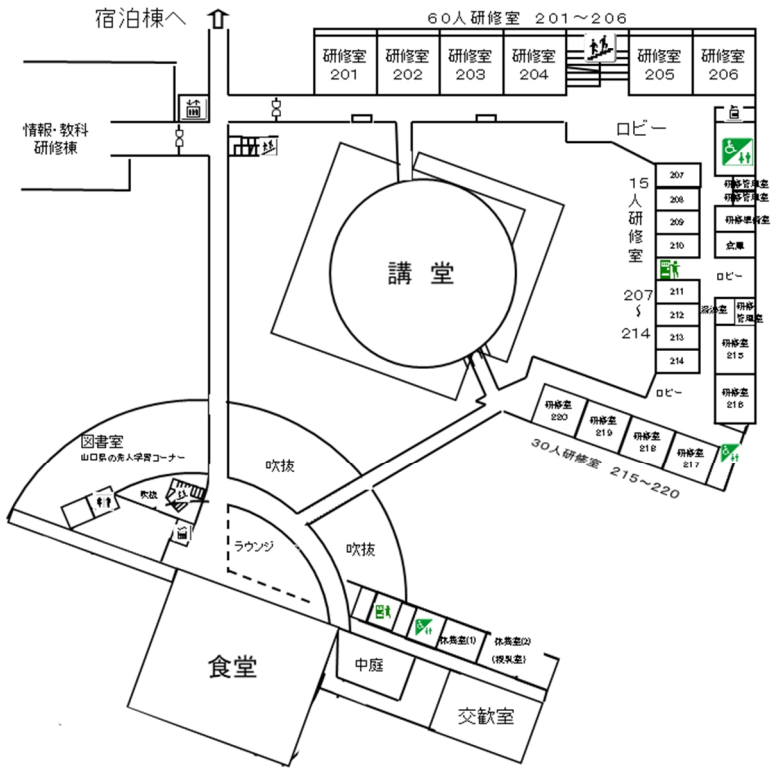 宿泊棟へ
60人研修室 201～206
研修室
201
研修室
202
研修室
203
研修室
204
研修室
205
研修室
206
情報・教科
研修棟
ロビー
15人研修室
207
～
214
207
208
209
210
211
212
213
214
研修管理室
研修管理室
研修準備室
倉庫
ロビー
研修
管理室
研修室
215
研修室
216
ロビー
講堂
研修室
220
研修室
219
研修室
218
研修室
217
30人研修室 215～220
図書室
山口県の先人学習コーナー
吹抜
吹抜
ラウンジ
吹抜
休養室(1)
休養室(2)
(授乳室)
食堂
中庭
交歓室